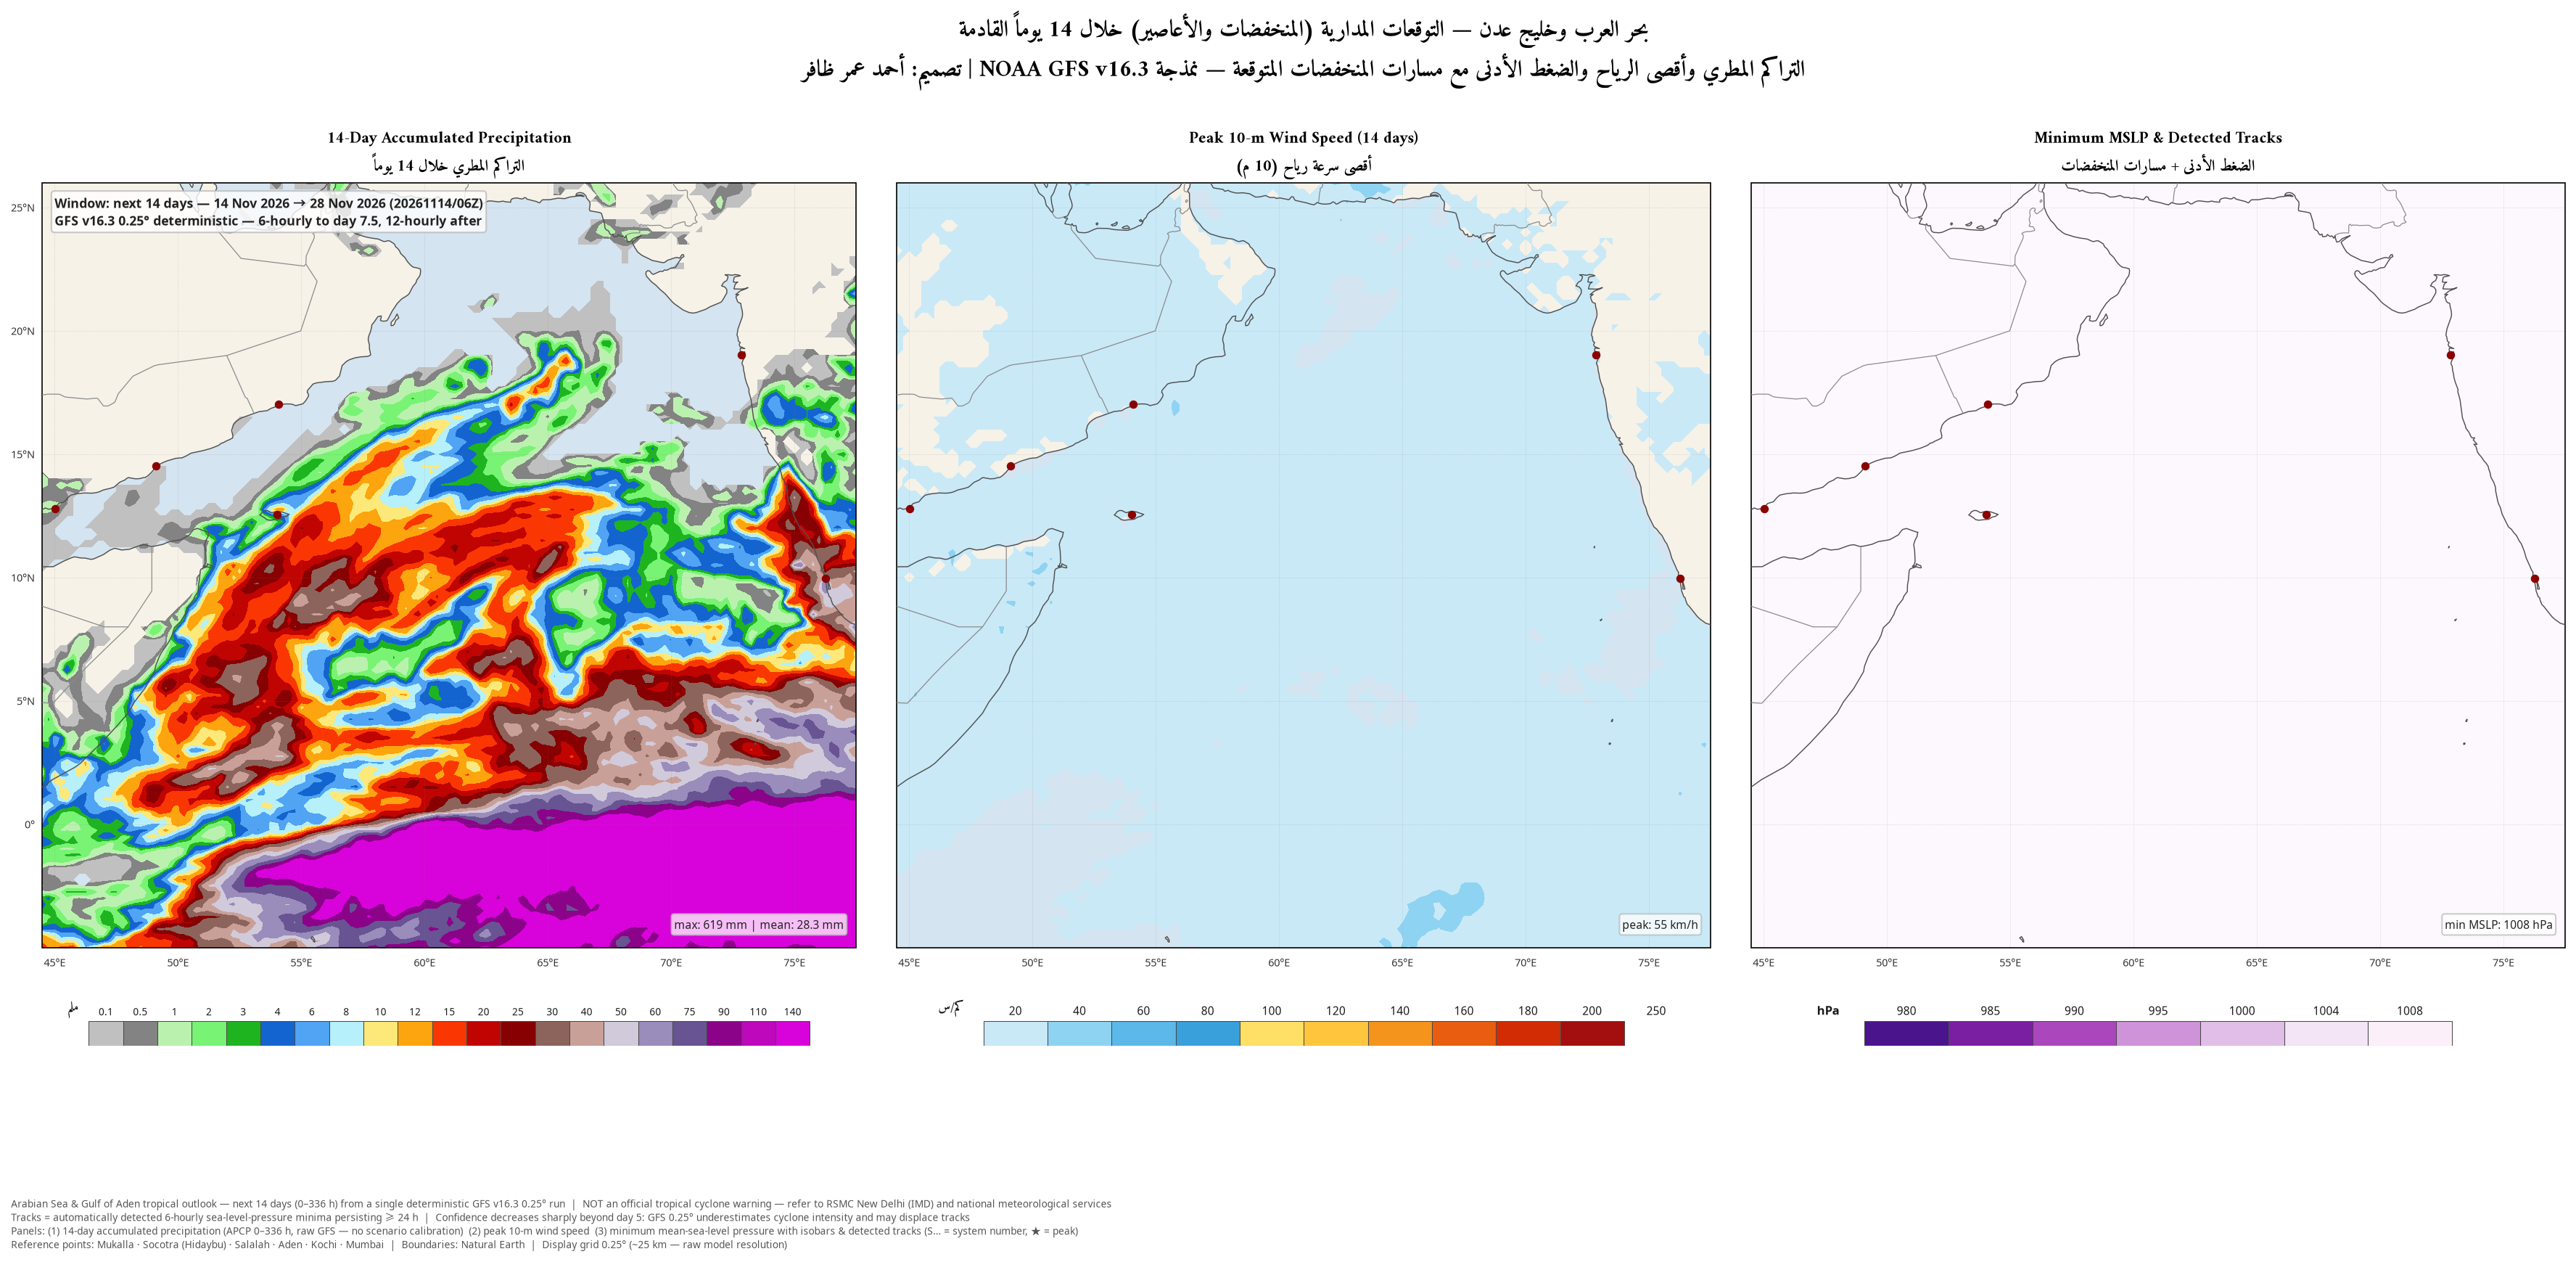 بحر العرب وخليج عدن — التوقعات المدارية (المنخفضات والأعاصير) خلال 14 يوماً القادمة
التراكم المطري وأقصى الرياح والضغط الأدنى مع مسارات المنخفضات المتوقعة — نمذجة NOAA GFS v16.3 | تصميم: أحمد عمر ظافر
14-Day Accumulated Precipitation
التراكم المطري خلال 14 يوماً
Window: next 14 days — 14 Nov 2026 → 28 Nov 2026 (20261114/06Z)
GFS v16.3 0.25° deterministic — 6-hourly to day 7.5, 12-hourly after
25°N
20°N
15°N
10°N
5°N
0°
max: 619 mm | mean: 28.3 mm
45°E 50°E 55°E 60°E 65°E 70°E 75°E
ملم 0.1 0.5 1 2 3 4 6 8 10 12 15 20 25 30 40 50 60 75 90 110 140
Peak 10-m Wind Speed (14 days)
أقصى سرعة رياح (10 م)
peak: 55 km/h
45°E 50°E 55°E 60°E 65°E 70°E 75°E
كم/س 20 40 60 80 100 120 140 160 180 200 250
Minimum MSLP & Detected Tracks
الضغط الأدنى + مسارات المنخفضات
min MSLP: 1008 hPa
45°E 50°E 55°E 60°E 65°E 70°E 75°E
hPa 980 985 990 995 1000 1004 1008
Arabian Sea & Gulf of Aden tropical outlook — next 14 days (0–336 h) from a single deterministic GFS v16.3 0.25° run | NOT an official tropical cyclone warning — refer to RSMC New Delhi (IMD) and national meteorological services
Tracks = automatically detected 6-hourly sea-level-pressure minima persisting ⩾ 24 h | Confidence decreases sharply beyond day 5: GFS 0.25° underestimates cyclone intensity and may displace tracks
Panels: (1) 14-day accumulated precipitation (APCP 0–336 h, raw GFS — no scenario calibration) (2) peak 10-m wind speed (3) minimum mean-sea-level pressure with isobars & detected tracks (S... = system number, ★ = peak)
Reference points: Mukalla · Socotra (Hidaybu) · Salalah · Aden · Kochi · Mumbai | Boundaries: Natural Earth | Display grid 0.25° (~25 km — raw model resolution)